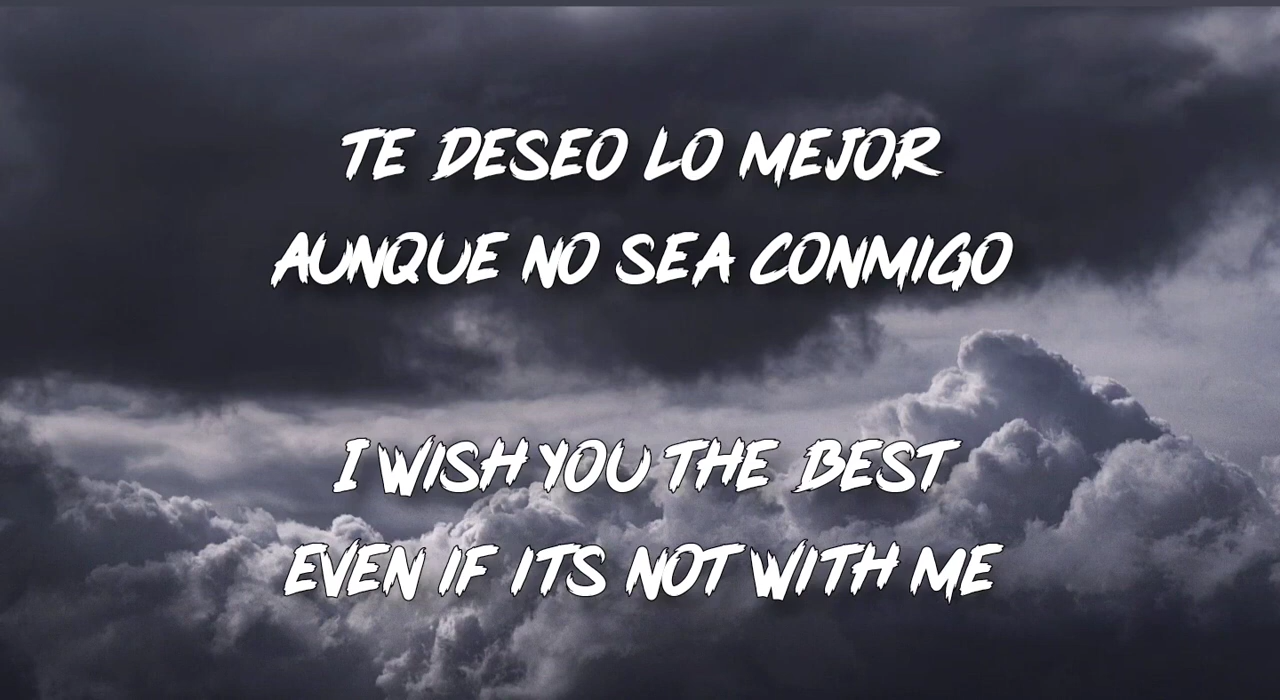 TE DESEO LO MEJOR
AUNQUE NO SEA CONMIGO
I WISH YOU THE BEST
EVEN IF ITS NOT WITH ME